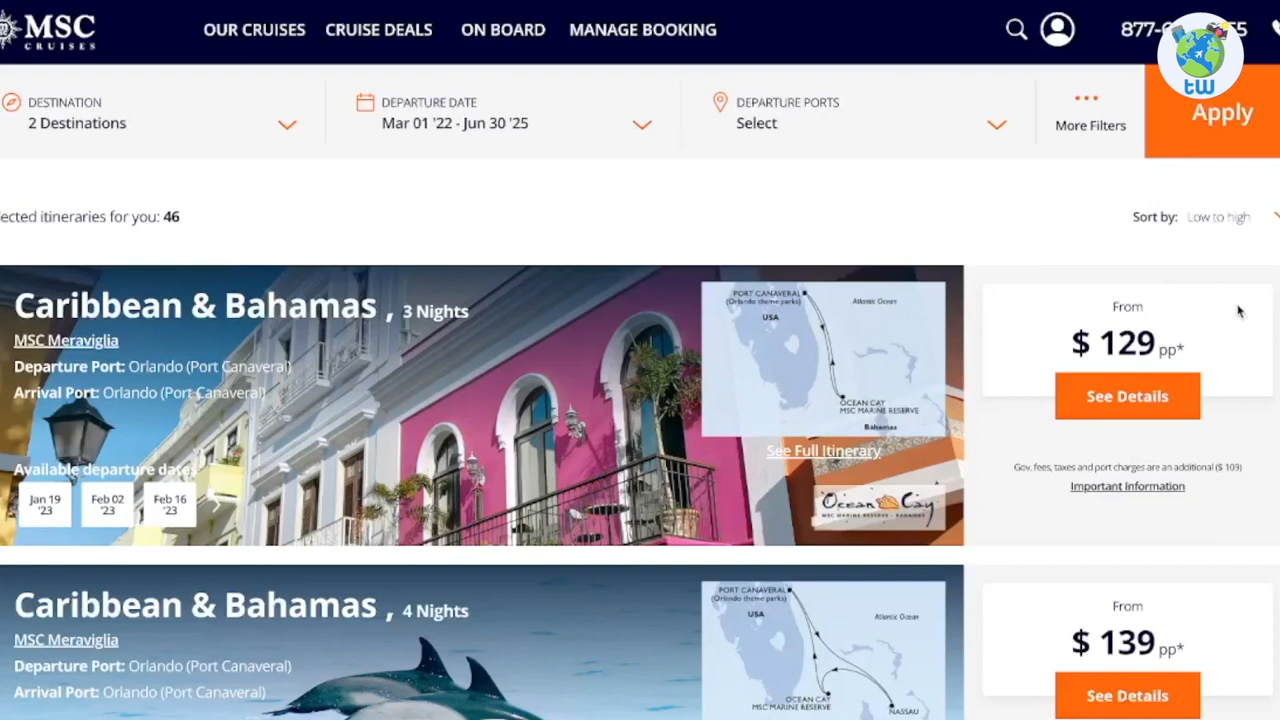 MSC
CRUISES
OUR CRUISES
CRUISE DEALS
ON BOARD
MANAGE BOOKING
tw
DESTINATION
2 Destinations
DEPARTURE DATE
Mar 01 '22 - Jun 30 '25
DEPARTURE PORTS
Select
More Filters
Apply
itineraries for you: 46
Sort by: Low to high
Caribbean & Bahamas , 3 Nights
MSC Meraviglia
Departure Port: Orlando (Port Canaveral)
Arrival Port: Orlando (Port Canaveral)
Available departure dates
Jan 19 '23
Feb 02 '23
Feb 16 '23
PORT CANAVERAL
(Orlando theme parks)
USA
Atlantic Ocean
OCEAN CAY
MSC MARINE RESERVE
Bahamas
See Full Itinerary
Ocean Cay
MSC MARINE RESERVE - BAHAMAS
From
$ 129 pp*
See Details
Gov. fees, taxes and port charges are an additional ($ 109)
Important Information
Caribbean & Bahamas , 4 Nights
MSC Meraviglia
Departure Port: Orlando (Port Canaveral)
Arrival Port: Orlando (Port Canaveral)
PORT CANAVERAL
(Orlando theme parks)
USA
Atlantic Ocean
OCEAN CAY
MSC MARINE RESERVE
NASSAU
From
$ 139 pp*
See Details